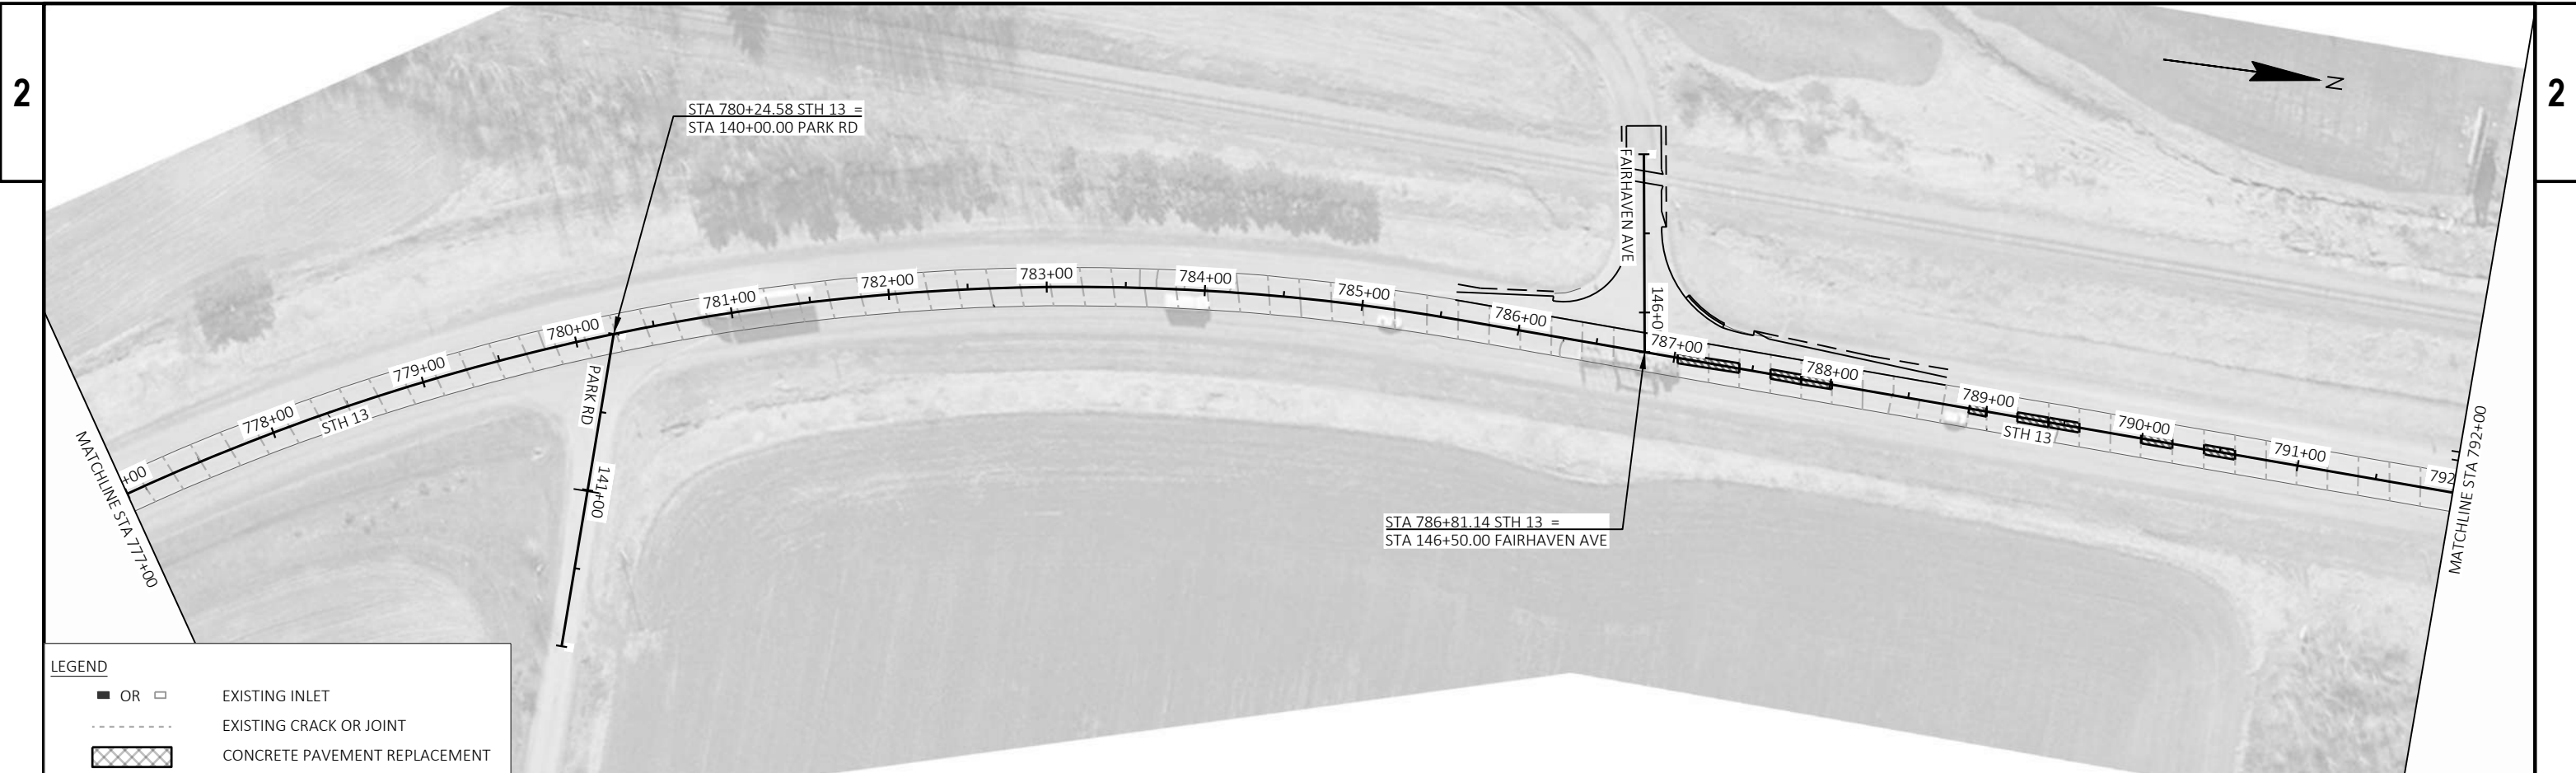 2
2
N
STA 780+24.58 STH 13 =
STA 140+00.00 PARK RD
FAIRHAVEN AVE
146+0
+00
778+00
779+00
780+00
781+00
782+00
783+00
784+00
785+00
786+00
787+00
788+00
789+00
790+00
791+00
792
STH 13
STH 13
PARK RD
141+00
MATCHLINE STA 777+00
MATCHLINE STA 792+00
STA 786+81.14 STH 13 =
STA 146+50.00 FAIRHAVEN AVE
LEGEND
OR EXISTING INLET
EXISTING CRACK OR JOINT
CONCRETE PAVEMENT REPLACEMENT